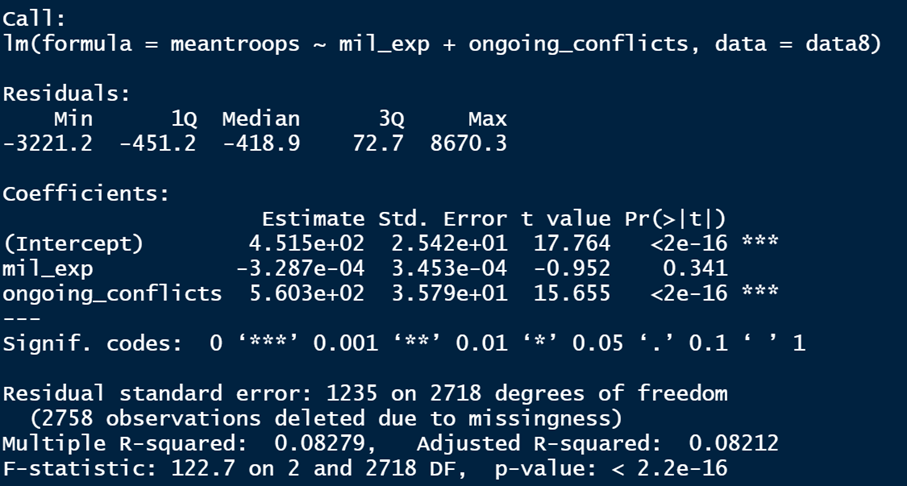 Call:
lm(formula = meantroops ~ mil_exp + ongoing_conflicts, data = data8)
Residuals:
    Min      1Q  Median      3Q     Max
-3221.2  -451.2  -418.9    72.7  8670.3
Coefficients:
                    Estimate Std. Error t value Pr(>|t|)
(Intercept)        4.515e+02  2.542e+01  17.764   <2e-16 ***
mil_exp           -3.287e-04  3.453e-04  -0.952    0.341
ongoing_conflicts  5.603e+02  3.579e+01  15.655   <2e-16 ***
---
Signif. codes:  0 ‘***’ 0.001 ‘**’ 0.01 ‘*’ 0.05 ‘.’ 0.1 ‘ ’ 1
Residual standard error: 1235 on 2718 degrees of freedom
  (2758 observations deleted due to missingness)
Multiple R-squared:  0.08279,   Adjusted R-squared:  0.08212
F-statistic: 122.7 on 2 and 2718 DF,  p-value: < 2.2e-16